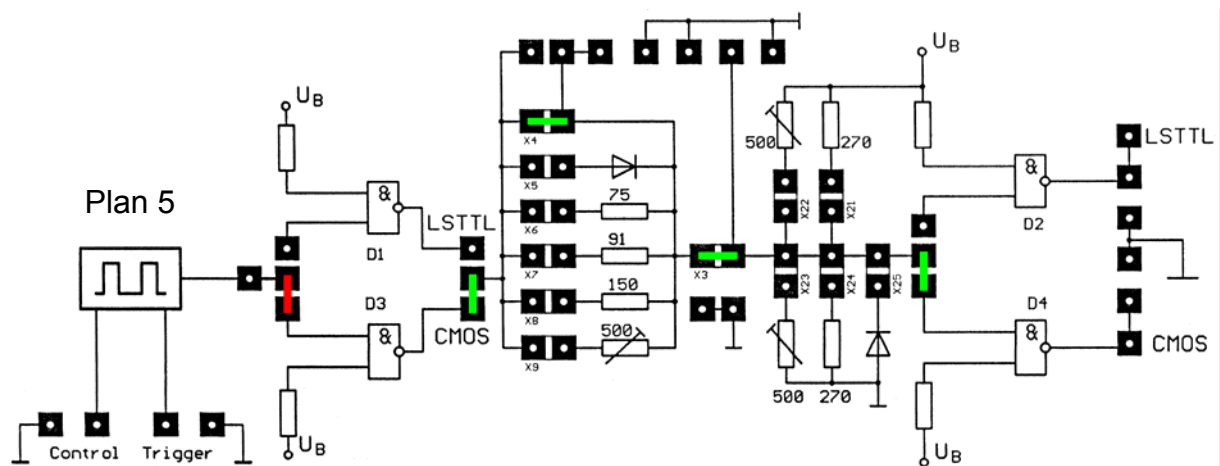 Plan 5
U_B
&
D1
D3
&
U_B
Control
Trigger
LSTTL
CMOS
X4
X5
X6
75
X7
91
X8
150
X9
500
X3
U_B
500
270
X22
X21
X23
X24
X25
500
270
&
D2
D4
&
U_B
LSTTL
CMOS